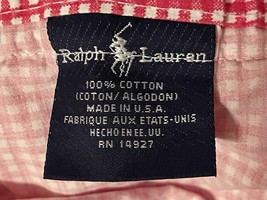 Ralph Lauren
100% COTTON
(COTON/ALGODON)
MADE IN U.S.A.
FABRIQUE AUX ETATS-UNIS
HECHO EN EE.UU.
RN 14927